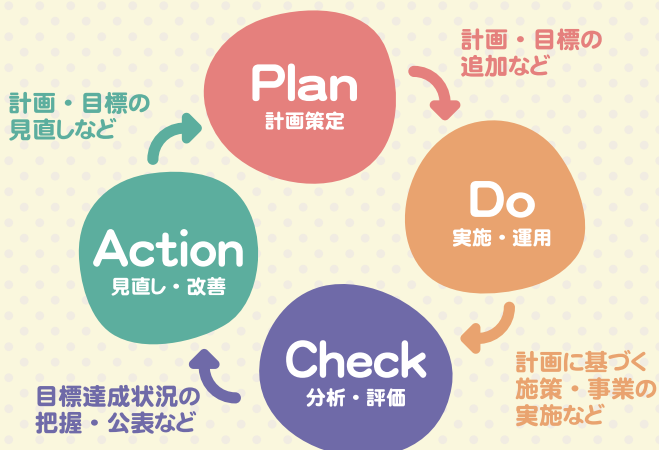 Plan
計画策定
計画・目標の
追加など
Do
実施・運用
計画に基づく
施策・事業の
実施など
Check
分析・評価
目標達成状況の
把握・公表など
Action
見直し・改善
計画・目標の
見直しなど